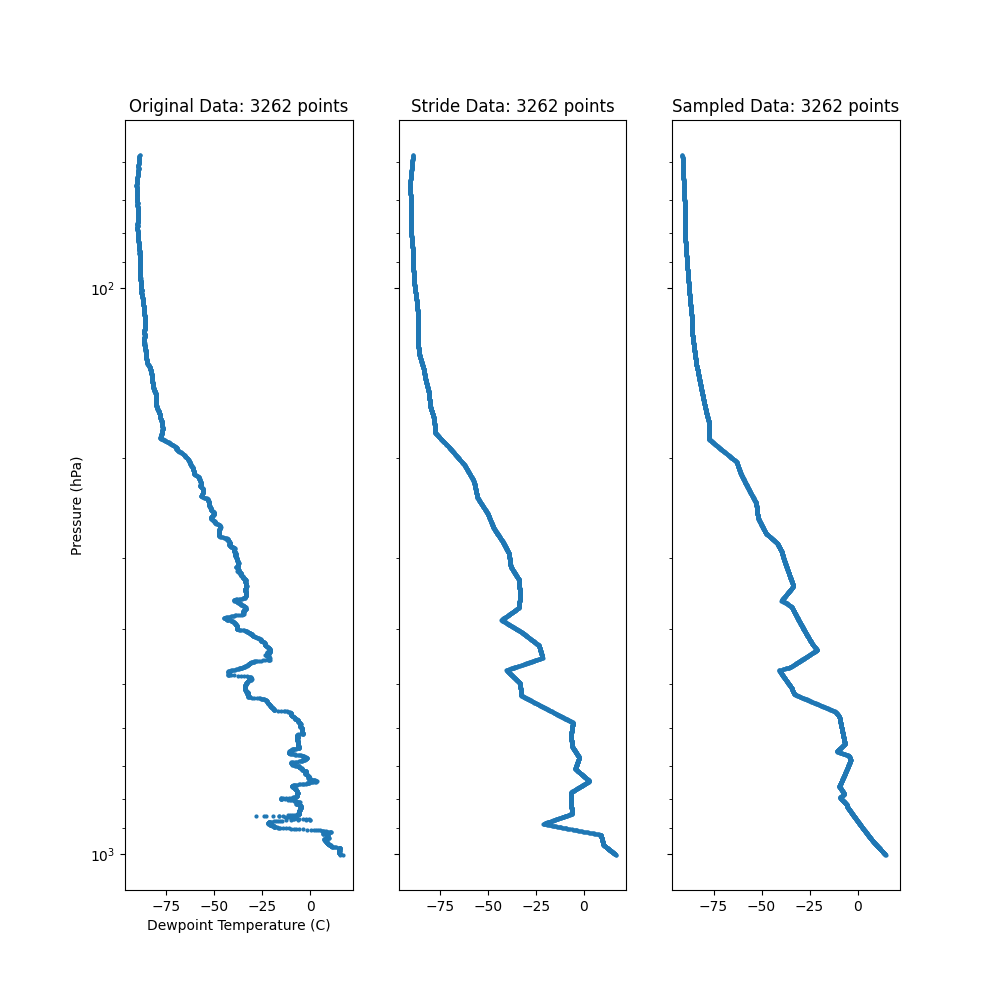 Original Data: 3262 points
Stride Data: 3262 points
Sampled Data: 3262 points
Pressure (hPa)
10²
10³
−75 −50 −25 0
−75 −50 −25 0
−75 −50 −25 0
Dewpoint Temperature (C)